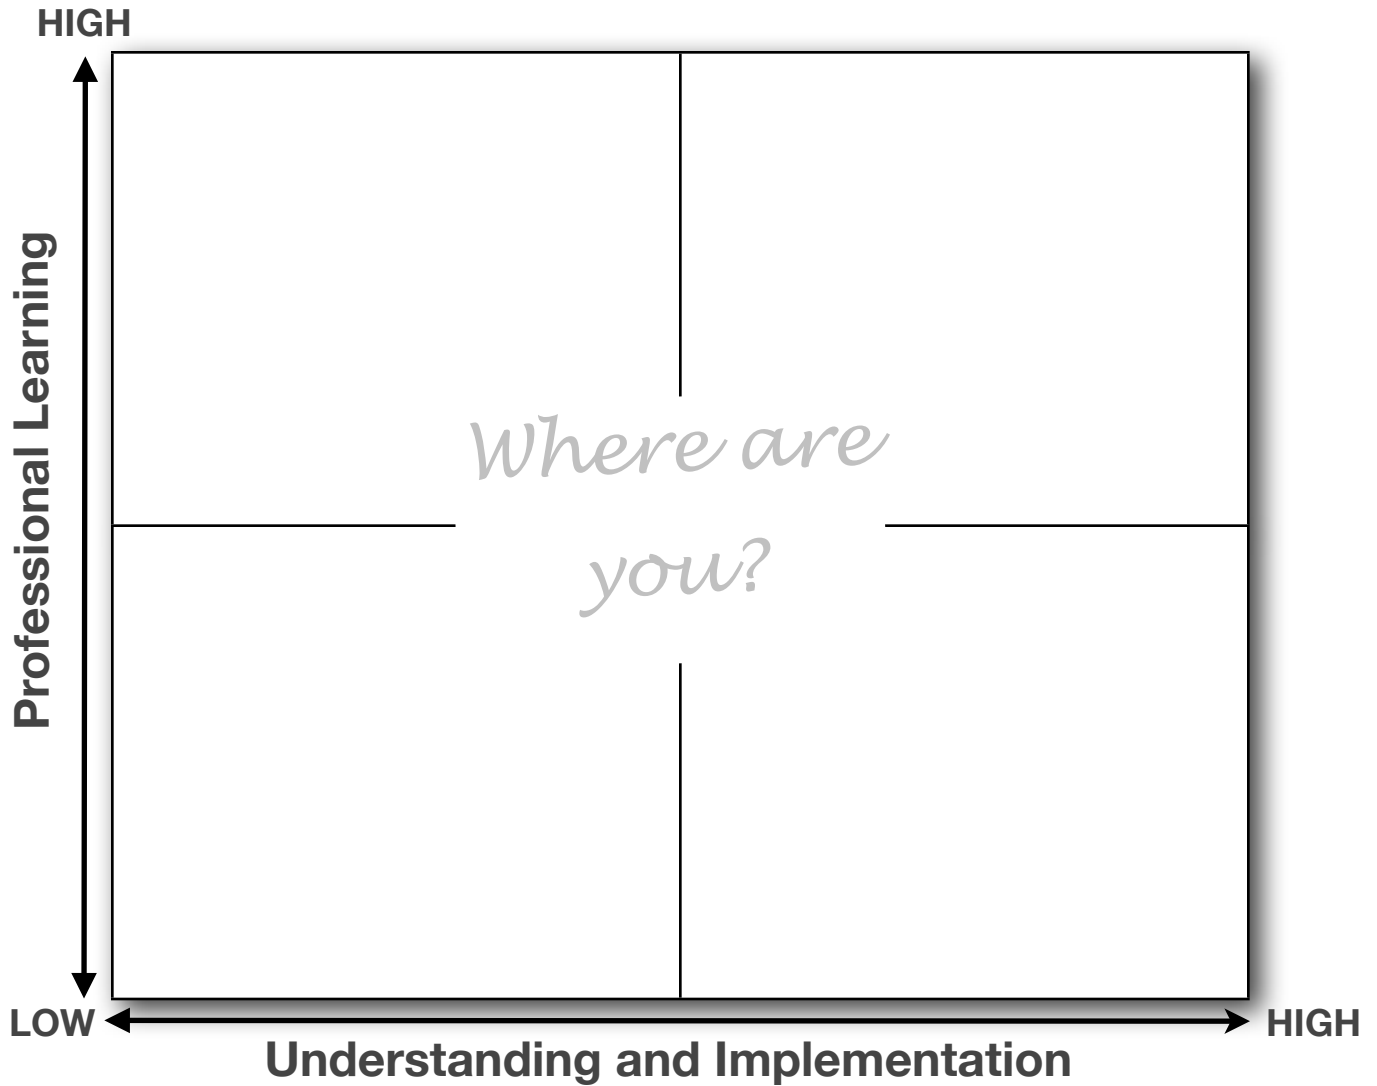 HIGH
Professional Learning
Where are
you?
LOW
HIGH
Understanding and Implementation